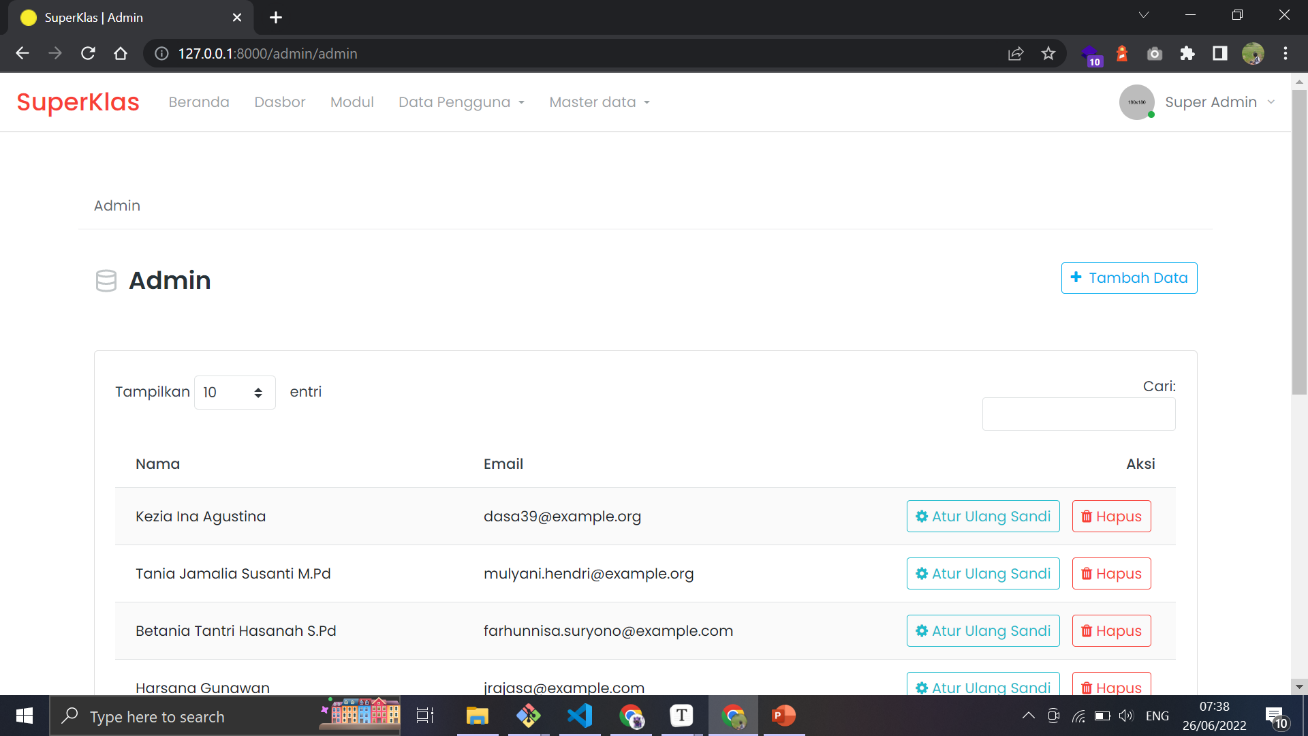 SuperKlas | Admin
127.0.0.1:8000/admin/admin
10
SuperKlas Beranda Dasbor Modul Data Pengguna Master data Super Admin
Admin
Admin
Tambah Data
Tampilkan 10 entri
Cari:
Nama Email Aksi
Kezia Ina Agustina dasa39@example.org Atur Ulang Sandi Hapus
Tania Jamalia Susanti M.Pd mulyani.hendri@example.org Atur Ulang Sandi Hapus
Betania Tantri Hasanah S.Pd farhunnisa.suryono@example.com Atur Ulang Sandi Hapus
Harsana Gunawan jrajasa@example.com Atur Ulang Sandi Hapus
Type here to search
T
P
ENG
07:38
26/06/2022
10